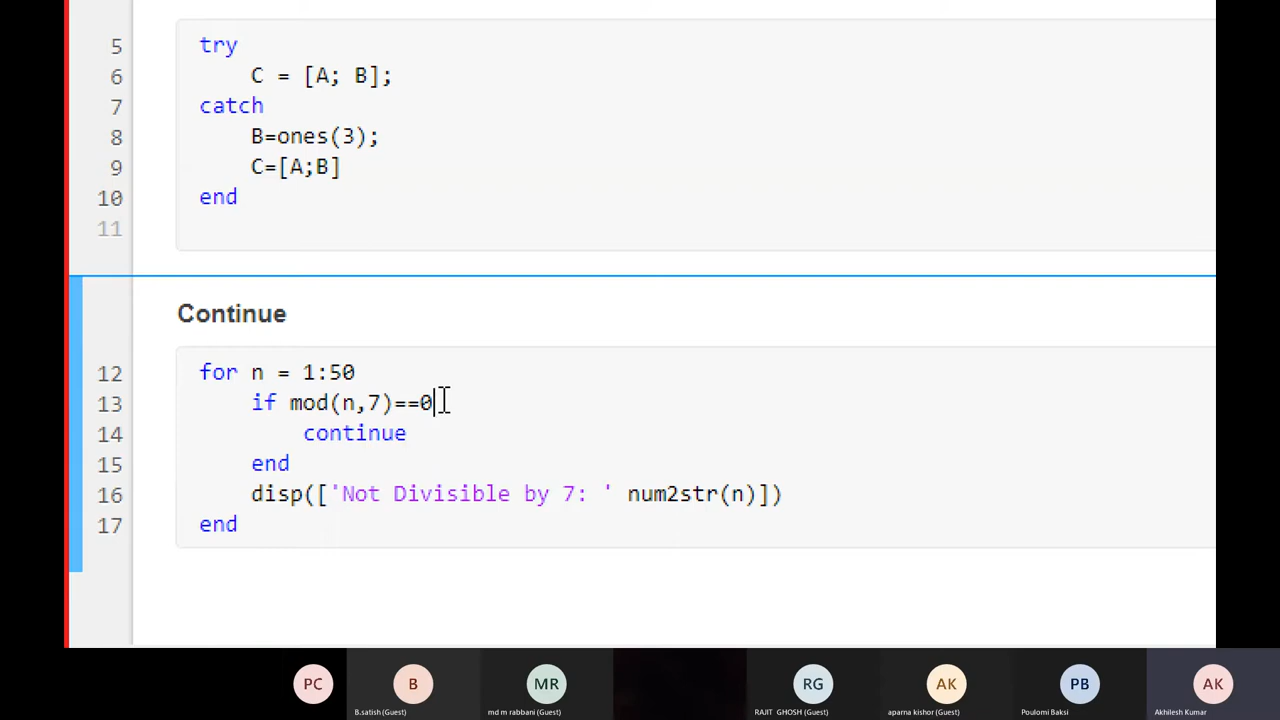 5 try
6 C = [A; B];
7 catch
8 B=ones(3);
9 C=[A;B]
10 end
11
Continue
12 for n = 1:50
13 if mod(n,7)==0
14 continue
15 end
16 disp(['Not Divisible by 7: ' num2str(n)])
17 end
PC B MR RG AK PB AK
B.satish (Guest) md m rabbani (Guest) RAJIT GHOSH (Guest) aparna kishor (Guest) Poulomi Baksi Akhilesh Kumar